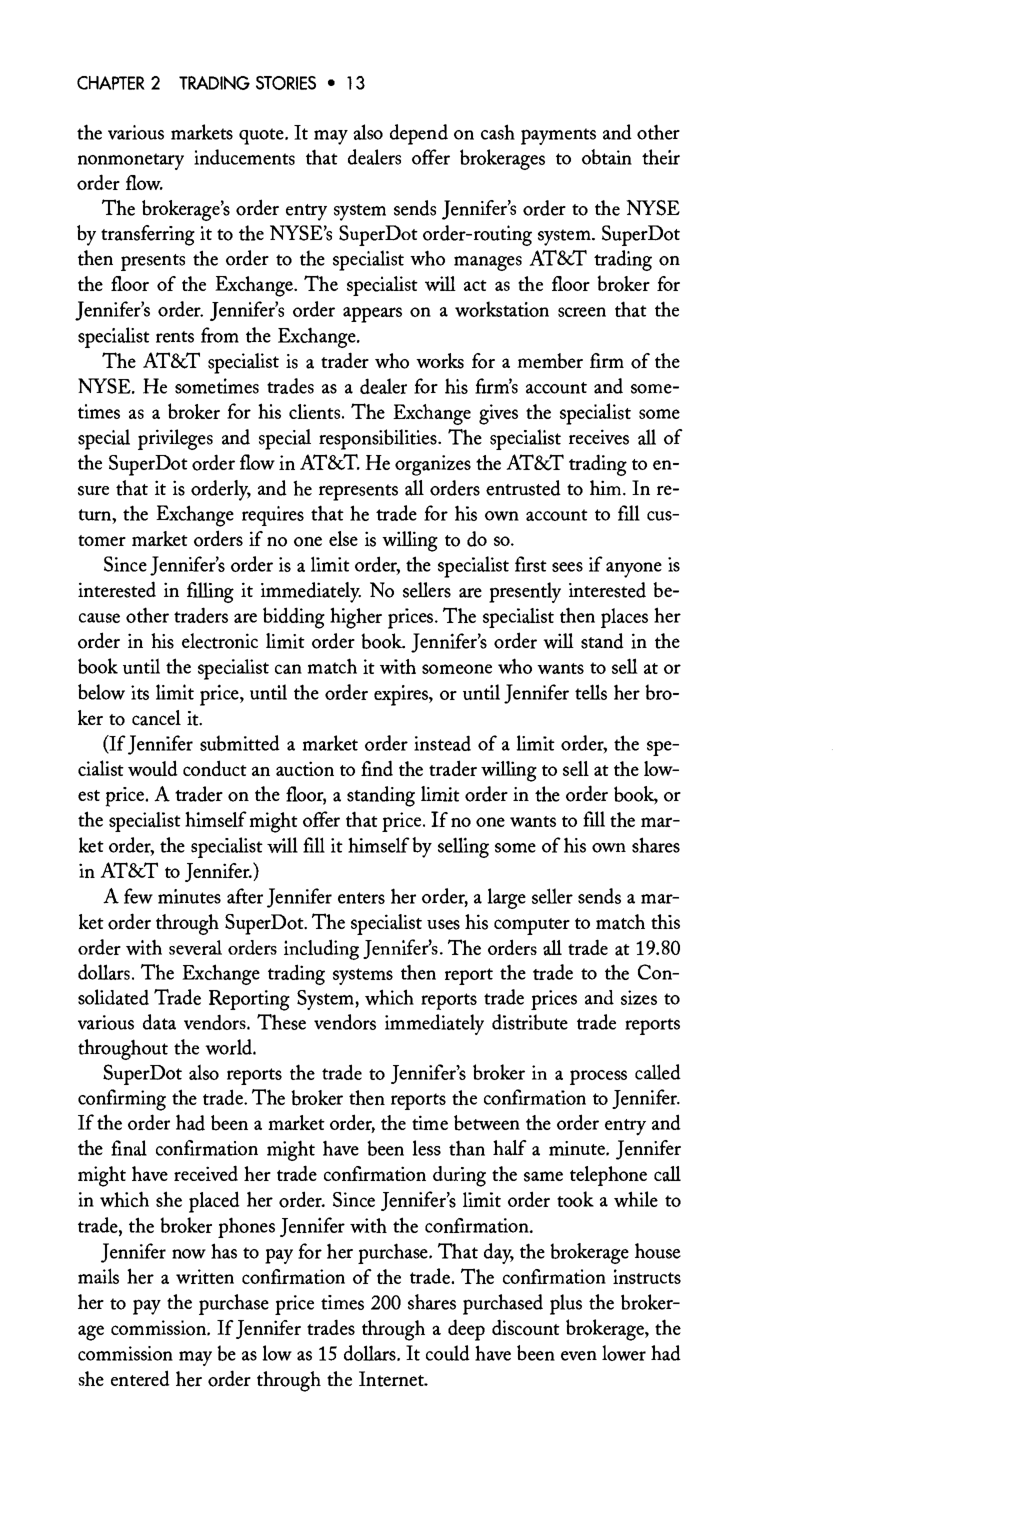 CHAPTER 2 TRADING STORIES • 13
the various markets quote. It may also depend on cash payments and other
nonmonetary inducements that dealers offer brokerages to obtain their
order flow.
The brokerage's order entry system sends Jennifer's order to the NYSE
by transferring it to the NYSE's SuperDot order-routing system. SuperDot
then presents the order to the specialist who manages AT&T trading on
the floor of the Exchange. The specialist will act as the floor broker for
Jennifer's order. Jennifer's order appears on a workstation screen that the
specialist rents from the Exchange.
The AT&T specialist is a trader who works for a member firm of the
NYSE. He sometimes trades as a dealer for his firm's account and some-
times as a broker for his clients. The Exchange gives the specialist some
special privileges and special responsibilities. The specialist receives all of
the SuperDot order flow in AT&T. He organizes the AT&T trading to en-
sure that it is orderly, and he represents all orders entrusted to him. In re-
turn, the Exchange requires that he trade for his own account to fill cus-
tomer market orders if no one else is willing to do so.
Since Jennifer's order is a limit order, the specialist first sees if anyone is
interested in filling it immediately. No sellers are presently interested be-
cause other traders are bidding higher prices. The specialist then places her
order in his electronic limit order book. Jennifer's order will stand in the
book until the specialist can match it with someone who wants to sell at or
below its limit price, until the order expires, or until Jennifer tells her bro-
ker to cancel it.
(If Jennifer submitted a market order instead of a limit order, the spe-
cialist would conduct an auction to find the trader willing to sell at the low-
est price. A trader on the floor, a standing limit order in the order book, or
the specialist himself might offer that price. If no one wants to fill the mar-
ket order, the specialist will fill it himself by selling some of his own shares
in AT&T to Jennifer.)
A few minutes after Jennifer enters her order, a large seller sends a mar-
ket order through SuperDot. The specialist uses his computer to match this
order with several orders including Jennifer's. The orders all trade at 19.80
dollars. The Exchange trading systems then report the trade to the Con-
solidated Trade Reporting System, which reports trade prices and sizes to
various data vendors. These vendors immediately distribute trade reports
throughout the world.
SuperDot also reports the trade to Jennifer's broker in a process called
confirming the trade. The broker then reports the confirmation to Jennifer.
If the order had been a market order, the time between the order entry and
the final confirmation might have been less than half a minute. Jennifer
might have received her trade confirmation during the same telephone call
in which she placed her order. Since Jennifer's limit order took a while to
trade, the broker phones Jennifer with the confirmation.
Jennifer now has to pay for her purchase. That day, the brokerage house
mails her a written confirmation of the trade. The confirmation instructs
her to pay the purchase price times 200 shares purchased plus the broker-
age commission. If Jennifer trades through a deep discount brokerage, the
commission may be as low as 15 dollars. It could have been even lower had
she entered her order through the Internet.